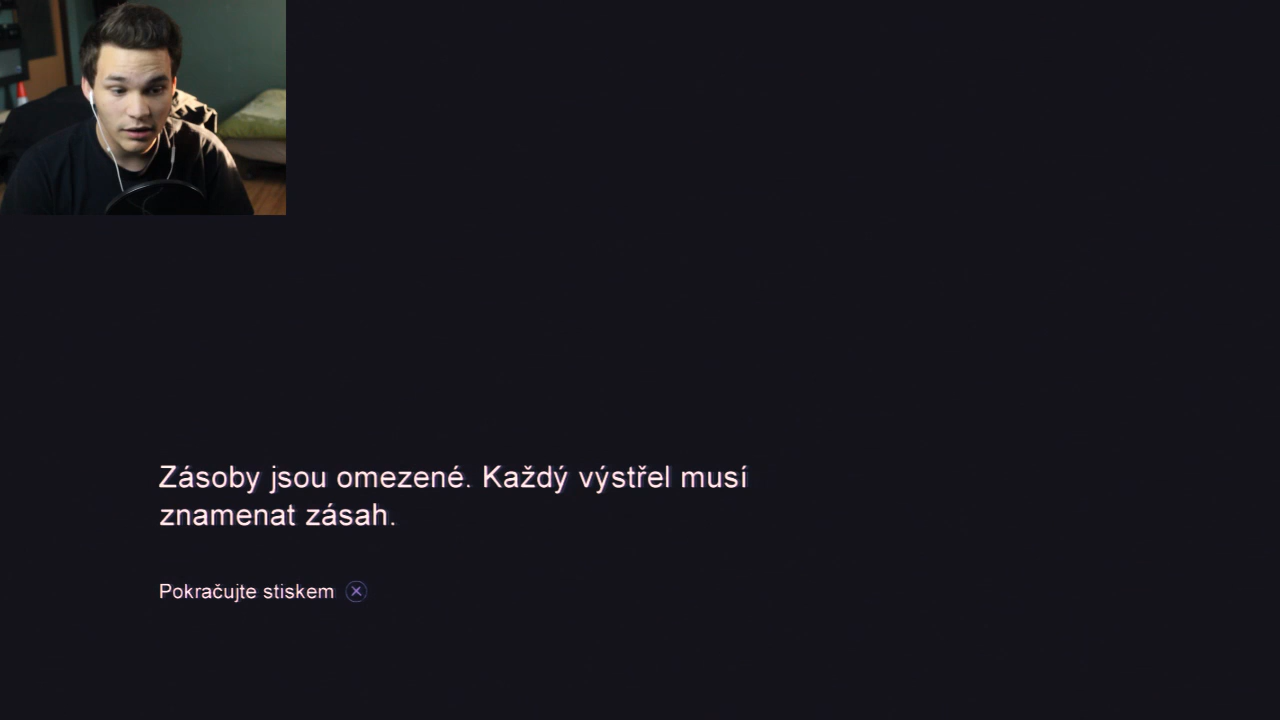 Zásoby jsou omezené. Každý výstřel musí
znamenat zásah.
Pokračujte stiskem